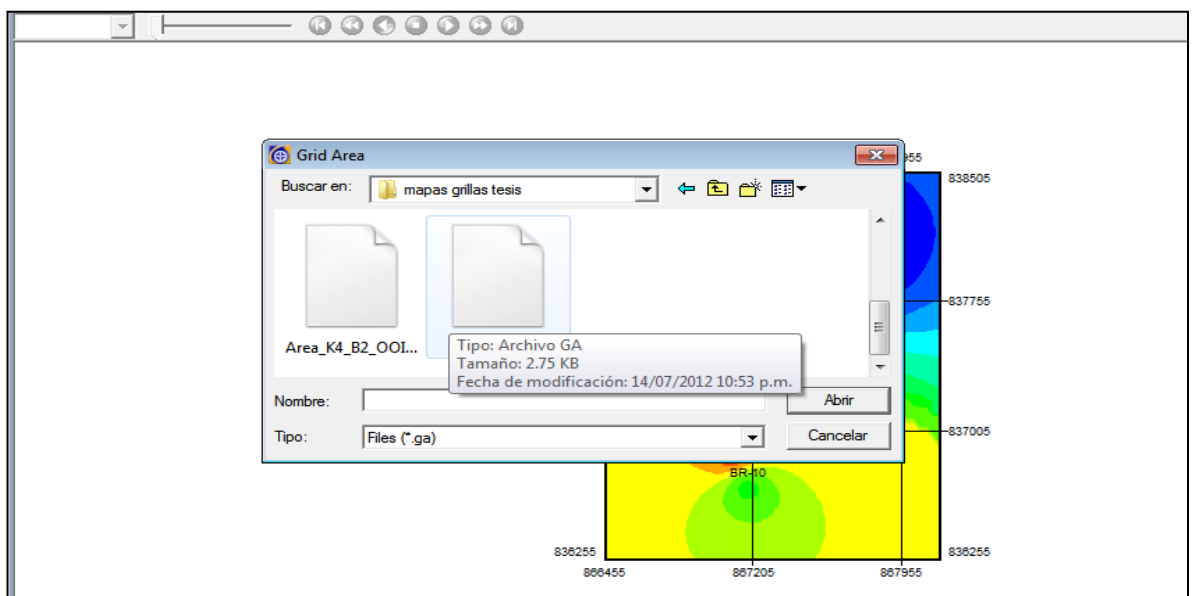 Grid Area
955
Buscar en:
mapas grillas tesis
838505
837755
Area_K4_B2_OOI...
Tipo: Archivo GA
Tamaño: 2.75 KB
Fecha de modificación: 14/07/2012 10:53 p.m.
Nombre:
Abrir
Tipo:
Files (*.ga)
Cancelar
837005
BR-10
836255
836255
866455
867205
867955